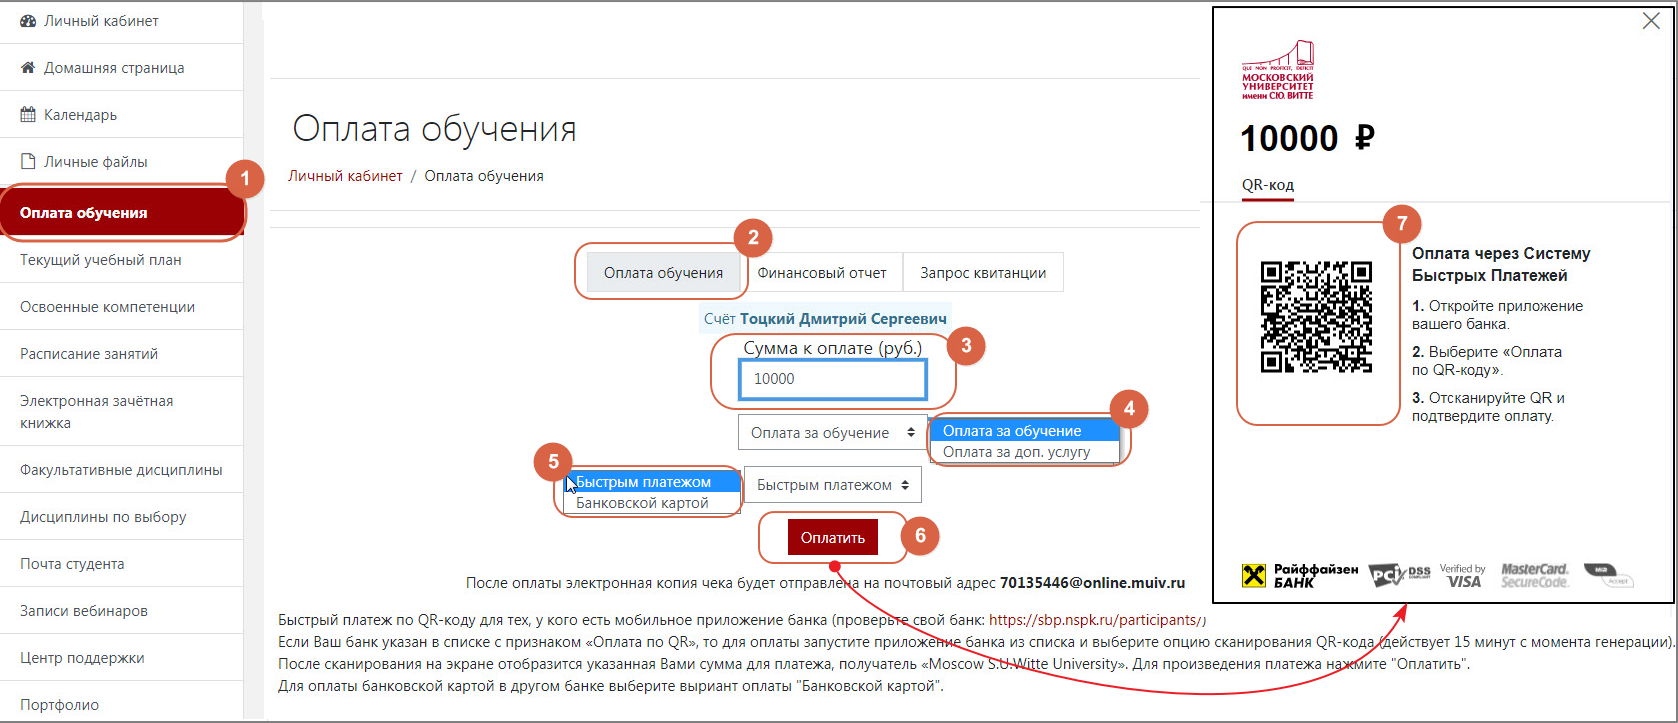 Личный кабинет
Домашная страница
Календарь
Личные файлы
1
Оплата обучения
Текущий учебный план
Освоенные компетенции
Расписание занятий
Электронная зачётная
книжка
Факультативные дисциплины
Дисциплины по выбору
Почта студента
Записи вебинаров
Центр поддержки
Портфолио
Оплата обучения
Личный кабинет / Оплата обучения
2
Оплата обучения Финансовый отчет Запрос квитанции
Счёт Тоцкий Дмитрий Сергеевич
Сумма к оплате (руб.) 3
10000
4
Оплата за обучение Оплата за обучение
Оплата за доп. услугу
5
Быстрым платежом Быстрым платежом
Банковской картой
Оплатить 6
После оплаты электронная копия чека будет отправлена на почтовый адрес 70135446@online.muiv.ru
Быстрый платеж по QR-коду для тех, у кого есть мобильное приложение банка (проверьте свой банк: https://sbp.nspk.ru/participants/)
Если Ваш банк указан в списке с признаком «Оплата по QR», то для оплаты запустите приложение банка из списка и выберите опцию сканирования QR-кода (действует 15 минут с момента генерации).
После сканирования на экране отобразится указанная Вами сумма для платежа, получатель «Moscow S.U.Witte University». Для произведения платежа нажмите "Оплатить".
Для оплаты банковской картой в другом банке выберите выриант оплаты "Банковской картой".
QUE NON PROFICIT, DEFICIT
МОСКОВСКИЙ
УНИВЕРСИТЕТ
имени С.Ю. ВИТТЕ
10000 ₽
QR-код
7
Оплата через Систему
Быстрых Платежей
1. Откройте приложение
вашего банка.
2. Выберите «Оплата
по QR-коду».
3. Отсканируйте QR и
подтвердите оплату.
Райффайзен
БАНК
PCI DSS
COMPLIANT
Verified by
VISA
MasterCard.
SecureCode.
MIR
Accept